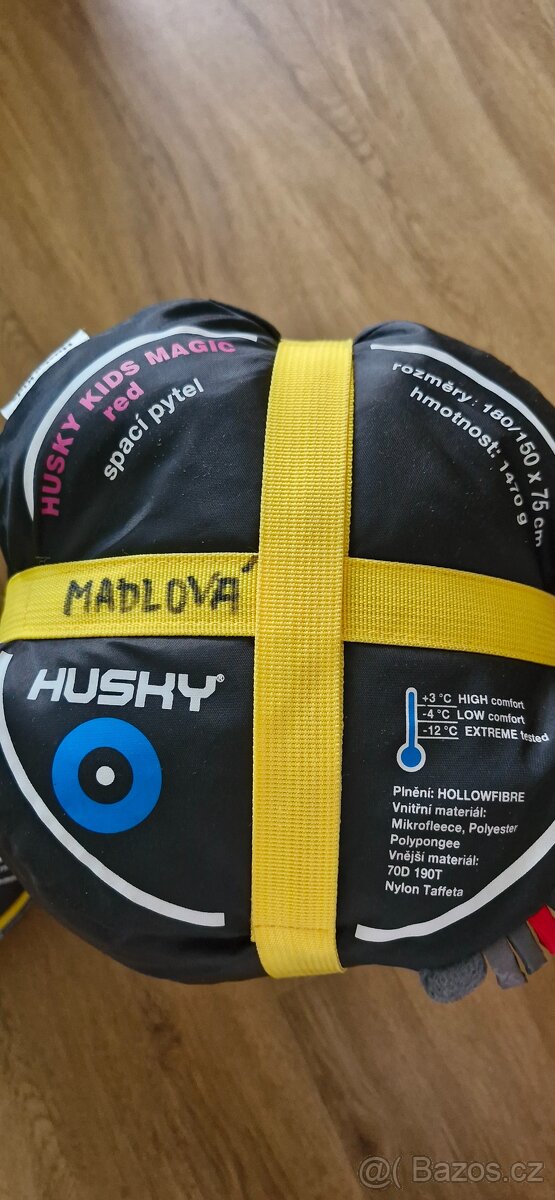 HUSKY KIDS MAGIC
red
spací pytel
rozměry: 180/150 x 75 cm
hmotnost: 1470 g
MADLOVÁ
HUSKY®
+3 °C HIGH comfort
-4 °C LOW comfort
-12 °C EXTREME tested
Plnění: HOLLOWFIBRE
Vnitřní materiál:
Mikrofleece, Polyester
Polypongee
Vnější materiál:
70D 190T
Nylon Taffeta
@( Bazos.cz